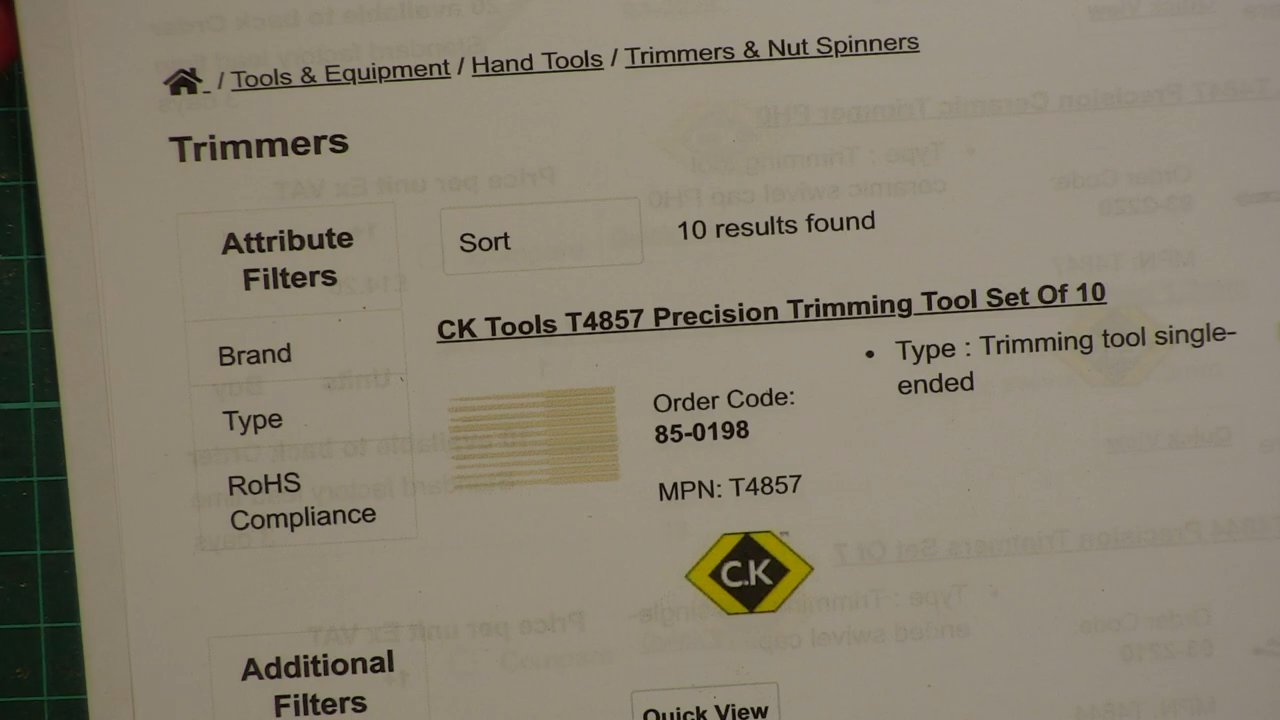 / Tools & Equipment / Hand Tools / Trimmers & Nut Spinners
Trimmers
Attribute
Filters
Sort
10 results found
CK Tools T4857 Precision Trimming Tool Set Of 10
• Type : Trimming tool single-
ended
Brand
Type
RoHS
Compliance
Order Code:
85-0198
MPN: T4857
C.K
Additional
Filters
Quick View